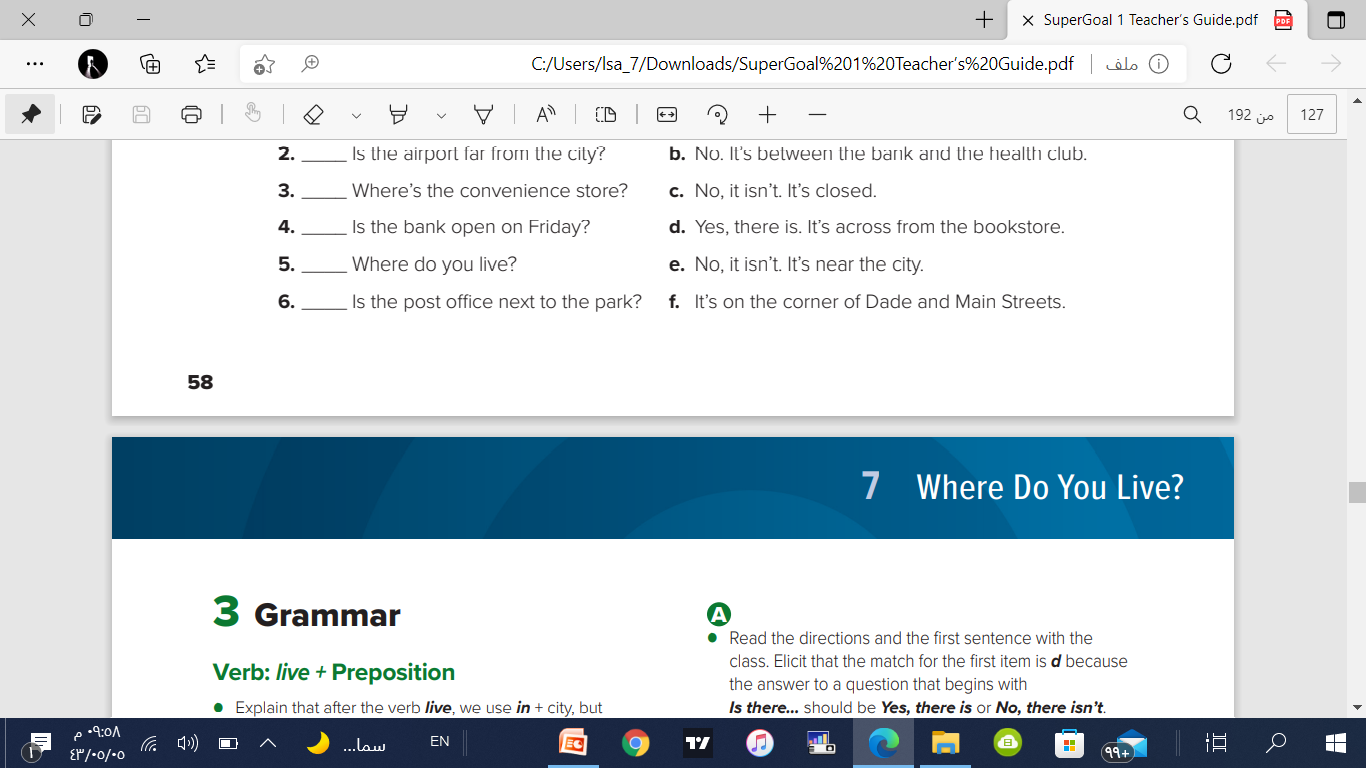 SuperGoal 1 Teacher's Guide.pdf
C:/Users/lsa_7/Downloads/SuperGoal%201%20Teacher's%20Guide.pdf
ملف
127
من 192
2. _____ Is the airport far from the city?
b. No. It's between the bank and the health club.
3. _____ Where's the convenience store?
c. No, it isn't. It's closed.
4. _____ Is the bank open on Friday?
d. Yes, there is. It's across from the bookstore.
5. _____ Where do you live?
e. No, it isn't. It's near the city.
6. _____ Is the post office next to the park?
f. It's on the corner of Dade and Main Streets.
58
7 Where Do You Live?
3 Grammar
Verb: live + Preposition
Explain that after the verb live, we use in + city, but
A
Read the directions and the first sentence with the
class. Elicit that the match for the first item is d because
the answer to a question that begins with
Is there... should be Yes, there is or No, there isn't.
٠٩:٥٨ م
٤٣/٠٥/٠٥
سما...
EN
+٩٩